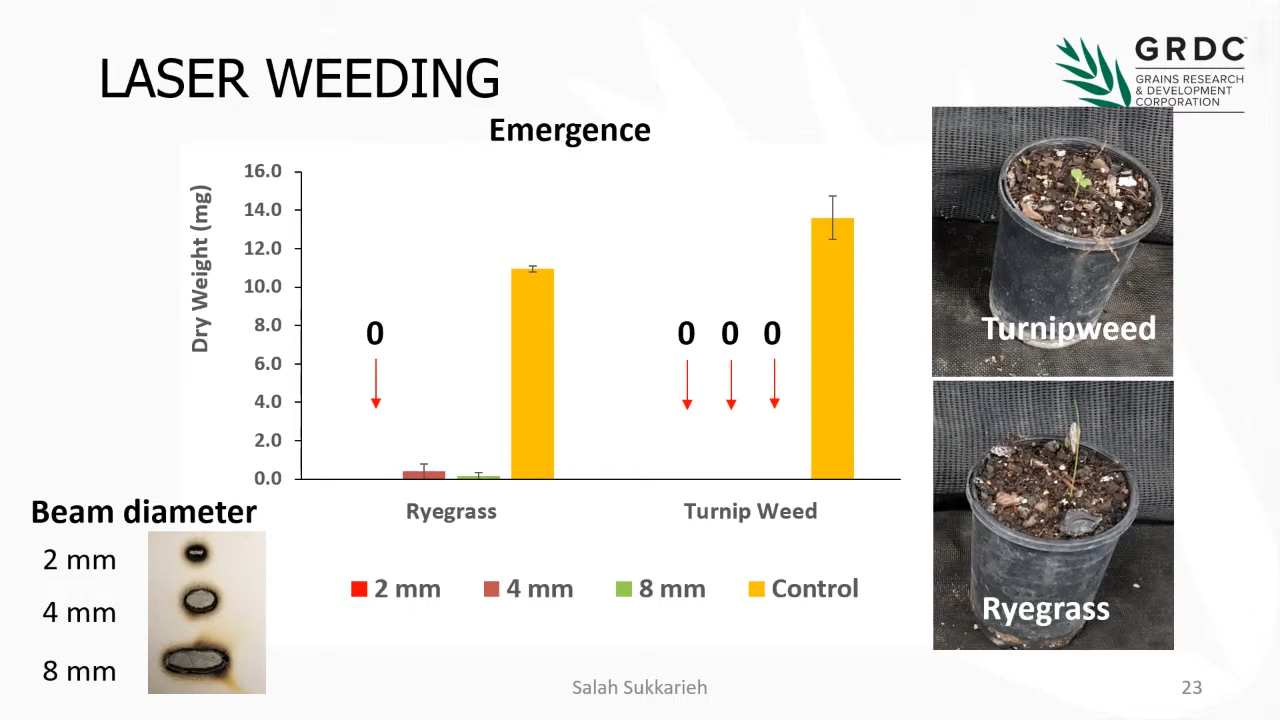 LASER WEEDING
GRDC
™
GRAINS RESEARCH
& DEVELOPMENT
CORPORATION
Emergence
Dry Weight (mg)
16.0
14.0
12.0
10.0
8.0
6.0
4.0
2.0
0.0
0
0 0 0
Ryegrass
Turnip Weed
2 mm
4 mm
8 mm
Control
Turnipweed
Ryegrass
Beam diameter
2 mm
4 mm
8 mm
Salah Sukkarieh
23